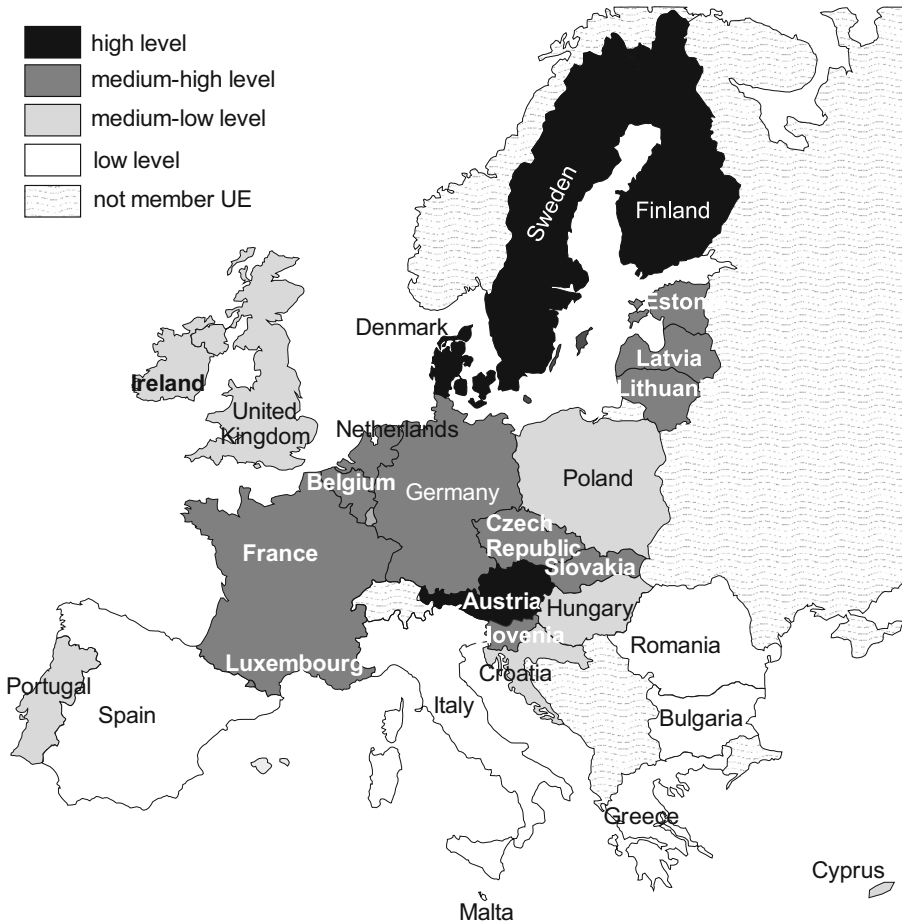 high level
medium-high level
medium-low level
low level
not member UE
Sweden
Finland
Eston
Denmark
Latvia
Ireland
Lithuan
United
Kingdom
Netherlands
Belgium
Germany
Poland
Czech
Republic
France
Slovakia
Austria
Hungary
Slovenia
Romania
Luxembourg
Croatia
Portugal
Spain
Italy
Bulgaria
Greece
Cyprus
Malta